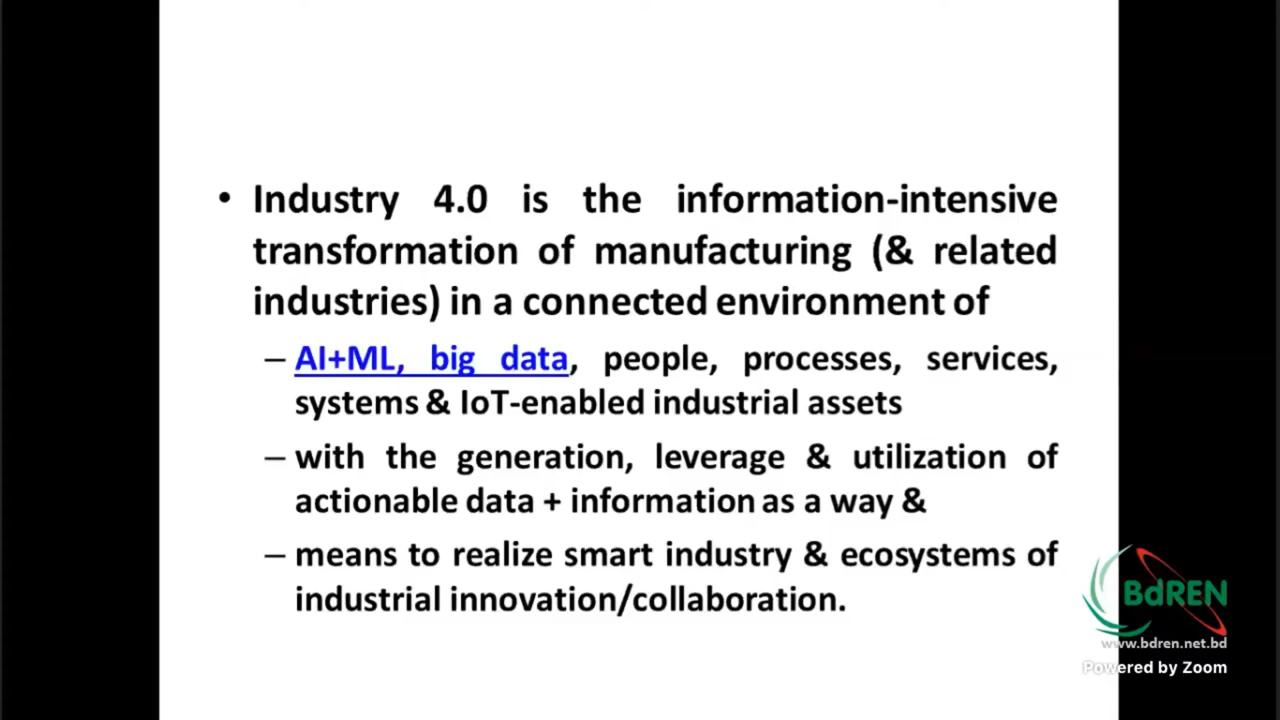 • Industry 4.0 is the information-intensive
transformation of manufacturing (& related
industries) in a connected environment of
– AI+ML, big data, people, processes, services,
systems & IoT-enabled industrial assets
– with the generation, leverage & utilization of
actionable data + information as a way &
– means to realize smart industry & ecosystems of
industrial innovation/collaboration.
BdREN
www.bdren.net.bd
Powered by Zoom